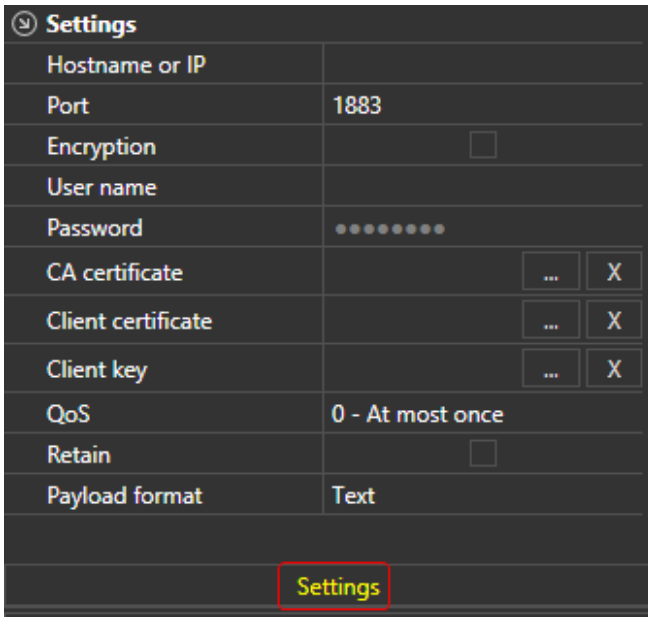 Settings
Hostname or IP
Port 1883
Encryption
User name
Password ●●●●●●●●
CA certificate ... X
Client certificate ... X
Client key ... X
QoS 0 - At most once
Retain
Payload format Text
Settings